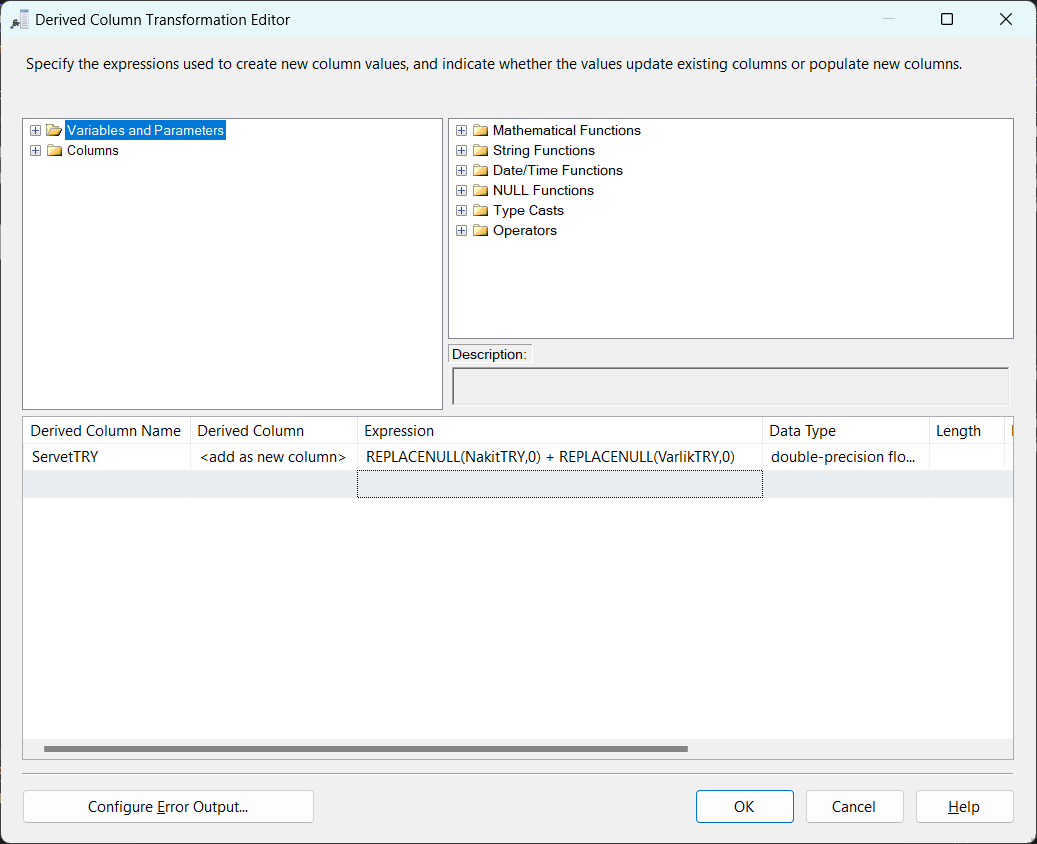 Derived Column Transformation Editor
Specify the expressions used to create new column values, and indicate whether the values update existing columns or populate new columns.
Variables and Parameters
Columns
Mathematical Functions
String Functions
Date/Time Functions
NULL Functions
Type Casts
Operators
Description:
Derived Column Name Derived Column Expression Data Type Length
ServetTRY <add as new column> REPLACENULL(NakitTRY,0) + REPLACENULL(VarlikTRY,0) double-precision flo...
Configure Error Output... OK Cancel Help